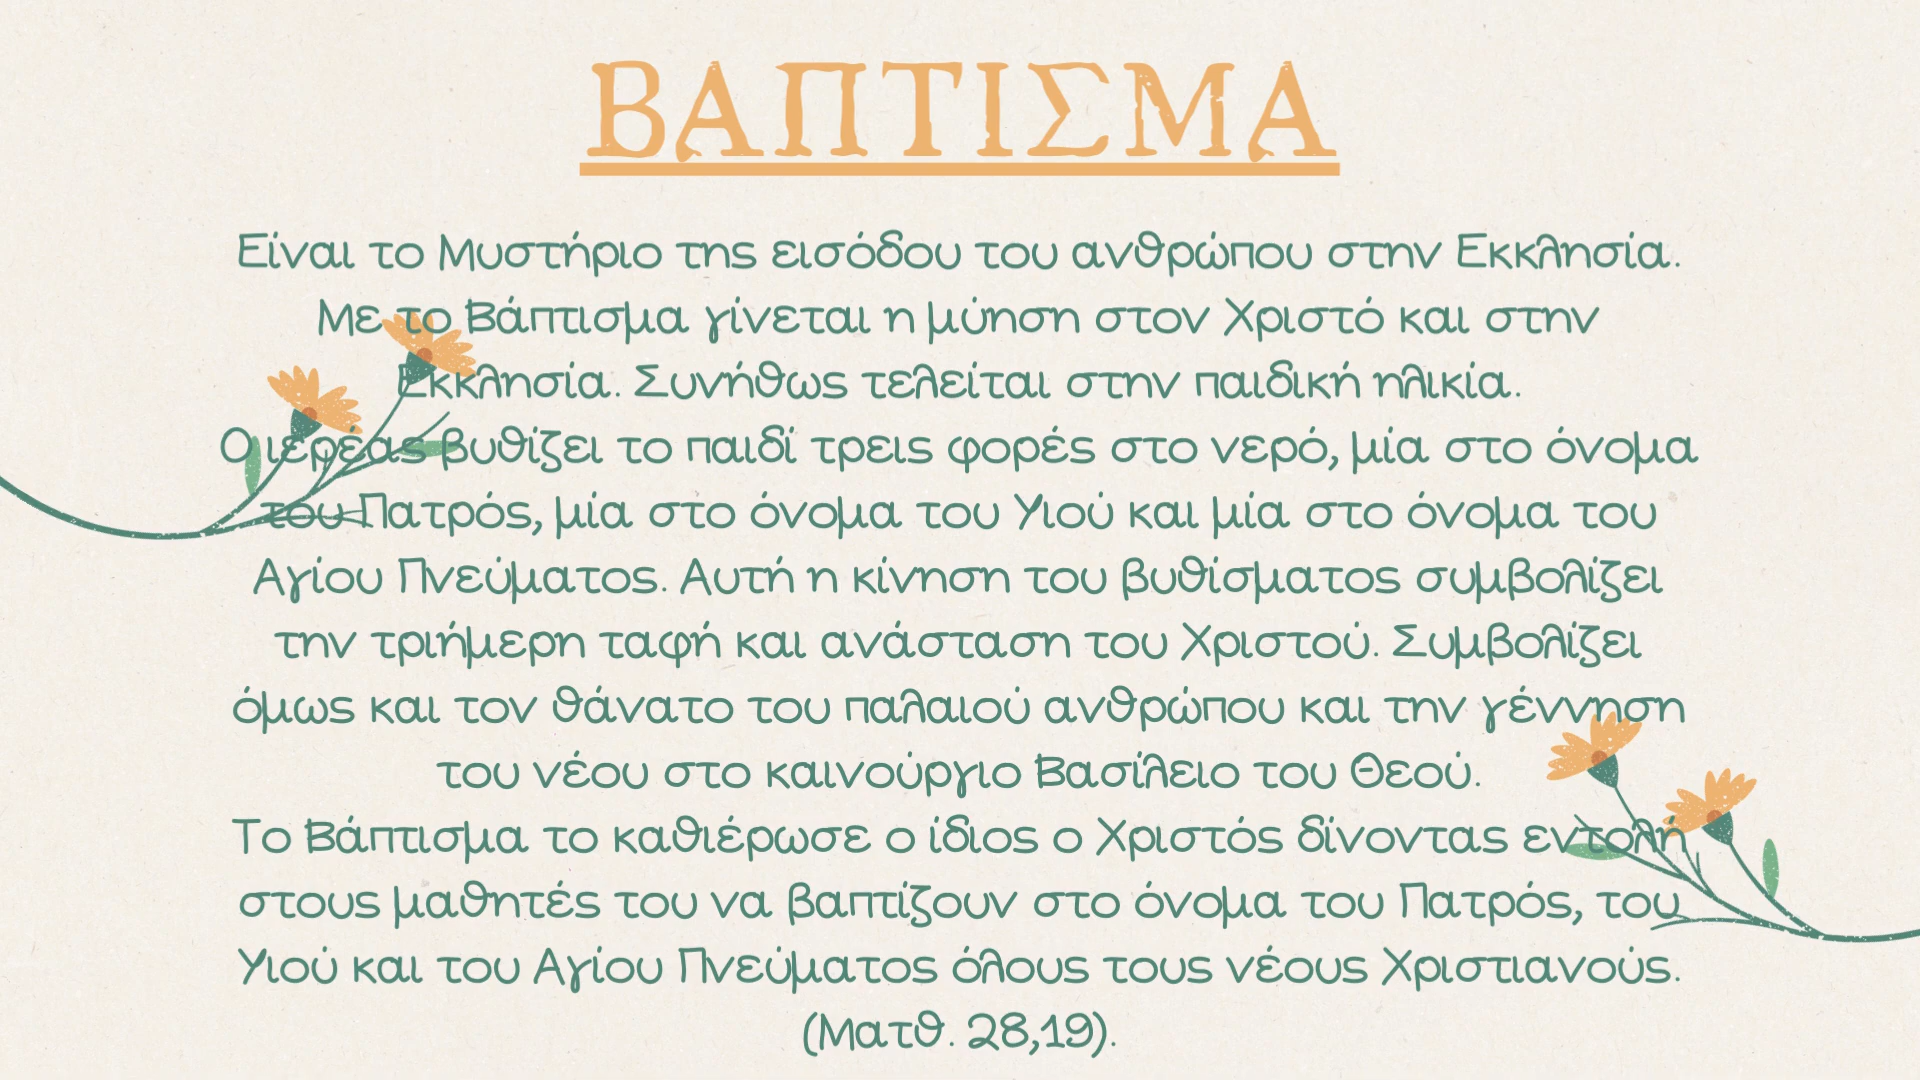 ΒΑΠΤΙΣΜΑ
Είναι το Μυστήριο της εισόδου του ανθρώπου στην Εκκλησία.
Με το Βάπτισμα γίνεται η μύηση στον Χριστό και στην
Εκκλησία. Συνήθως τελείται στην παιδική ηλικία.
Ο ιερέας βυθίζει το παιδί τρεις φορές στο νερό, μία στο όνομα
του Πατρός, μία στο όνομα του Υιού και μία στο όνομα του
Αγίου Πνεύματος. Αυτή η κίνηση του βυθίσματος συμβολίζει
την τριήμερη ταφή και ανάσταση του Χριστού. Συμβολίζει
όμως και τον θάνατο του παλαιού ανθρώπου και την γέννηση
του νέου στο καινούργιο Βασίλειο του Θεού.
Το Βάπτισμα το καθιέρωσε ο ίδιος ο Χριστός δίνοντας εντολή
στους μαθητές του να βαπτίζουν στο όνομα του Πατρός, του
Υιού και του Αγίου Πνεύματος όλους τους νέους Χριστιανούς.
(Ματθ. 28,19).